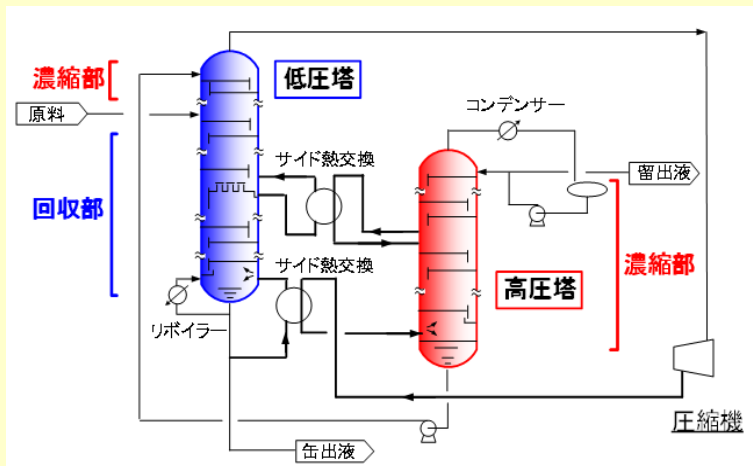 濃縮部
低圧塔
原料
コンデンサー
サイド熱交換
留出液
回収部
サイド熱交換
濃縮部
高圧塔
リボイラー
圧縮機
缶出液